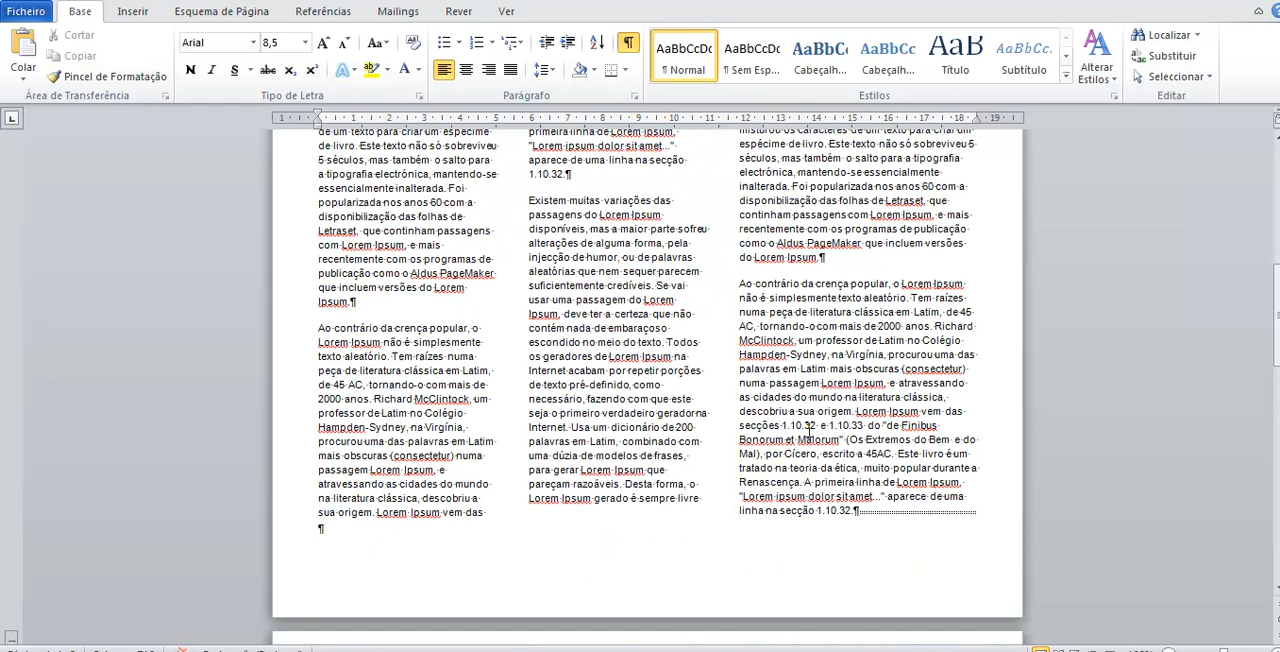 Ficheiro Base Inserir Esquema de Página Referências Mailings Rever Ver
Colar
Cortar
Copiar
Pincel de Formatação
Área de Transferência
Arial 8,5
Tipo de Letra
Parágrafo
AaBbCcDc AaBbCcDc AaBbC AaBbCc AaB AaBbCc.
¶ Normal ¶ Sem Esp... Cabeçalh... Cabeçalh... Título Subtítulo
Alterar
Estilos
Estilos
Localizar
Substituir
Seleccionar
Editar
1 1 2 3 4 5 6 7 8 9 10 11 12 13 14 15 16 17 18 19
de um texto para criar um espécime
de livro. Este texto não só sobreviveu
5 séculos, mas também o salto para
a tipografia electrónica, mantendo-se
essencialmente inalterada. Foi
popularizada nos anos 60 com a
disponibilização das folhas de
Letraset, que continham passagens
com Lorem Ipsum, e mais
recentemente com os programas de
publicação como o Aldus PageMaker
que incluem versões do Lorem
Ipsum.¶
Ao contrário da crença popular, o
Lorem Ipsum não é simplesmente
texto aleatório. Tem raízes numa
peça de literatura clássica em Latim,
de 45 AC, tornando-o com mais de
2000 anos. Richard McClintock, um
professor de Latim no Colégio
Hampden-Sydney, na Virgínia,
procurou uma das palavras em Latim
mais obscuras (consectetur) numa
passagem Lorem Ipsum, e
atravessando as cidades do mundo
na literatura clássica, descobriu a
sua origem. Lorem Ipsum vem das
¶
primeira linha de Lorem Ipsum,
"Lorem ipsum dolor sit amet..."
aparece de uma linha na secção
1.10.32.¶
Existem muitas variações das
passagens do Lorem Ipsum
disponíveis, mas a maior parte sofreu
alterações de alguma forma, pela
injecção de humor, ou de palavras
aleatórias que nem sequer parecem
suficientemente credíveis. Se vai
usar uma passagem do Lorem
Ipsum, deve ter a certeza que não
contém nada de embaraçoso
escondido no meio do texto. Todos
os geradores de Lorem Ipsum na
Internet acabam por repetir porções
de texto pré-definido, como
necessário, fazendo com que este
seja o primeiro verdadeiro gerador na
Internet. Usa um dicionário de 200
palavras em Latim, combinado com
uma dúzia de modelos de frases,
para gerar Lorem Ipsum que
pareçam razoáveis. Desta forma, o
Lorem Ipsum gerado é sempre livre
misturou os caracteres de um texto para criar um
espécime de livro. Este texto não só sobreviveu 5
séculos, mas também o salto para a tipografia
electrónica, mantendo-se essencialmente
inalterada. Foi popularizada nos anos 60 com a
disponibilização das folhas de Letraset, que
continham passagens com Lorem Ipsum, e mais
recentemente com os programas de publicação
como o Aldus PageMaker que incluem versões
do Lorem Ipsum.¶
Ao contrário da crença popular, o Lorem Ipsum
não é simplesmente texto aleatório. Tem raízes
numa peça de literatura clássica em Latim, de 45
AC, tornando-o com mais de 2000 anos. Richard
McClintock, um professor de Latim no Colégio
Hampden-Sydney, na Virgínia, procurou uma das
palavras em Latim mais obscuras (consectetur)
numa passagem Lorem Ipsum, e atravessando
as cidades do mundo na literatura clássica,
descobriu a sua origem. Lorem Ipsum vem das
secções 1.10.32 e 1.10.33 do "de Finibus
Bonorum et Malorum" (Os Extremos do Bem e do
Mal), por Cícero, escrito a 45AC. Este livro é um
tratado na teoria da ética, muito popular durante a
Renascença. A primeira linha de Lorem Ipsum,
"Lorem ipsum dolor sit amet..." aparece de uma
linha na secção 1.10.32.¶